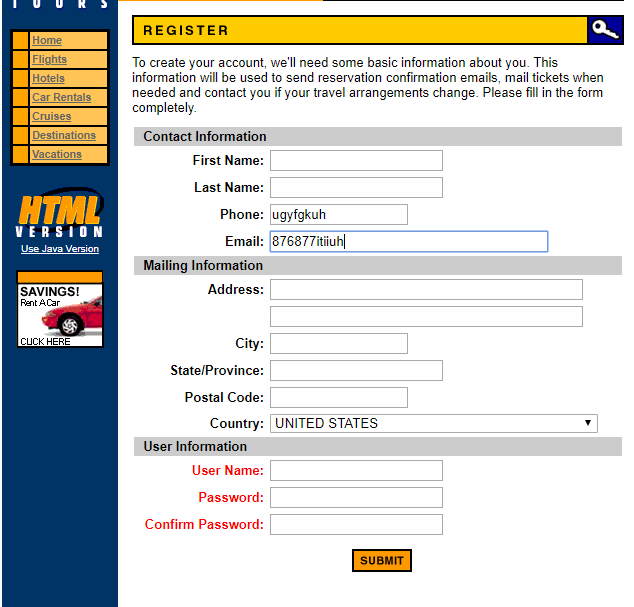 TOURS
REGISTER
Home
Flights
Hotels
Car Rentals
Cruises
Destinations
Vacations
HTML
VERSION
Use Java Version
SAVINGS!
Rent A Car
CLICK HERE
To create your account, we'll need some basic information about you. This
information will be used to send reservation confirmation emails, mail tickets when
needed and contact you if your travel arrangements change. Please fill in the form
completely.
Contact Information
First Name:
Last Name:
Phone: ugyfgkuh
Email: 876877itiiuh
Mailing Information
Address:
City:
State/Province:
Postal Code:
Country: UNITED STATES
User Information
User Name:
Password:
Confirm Password:
SUBMIT